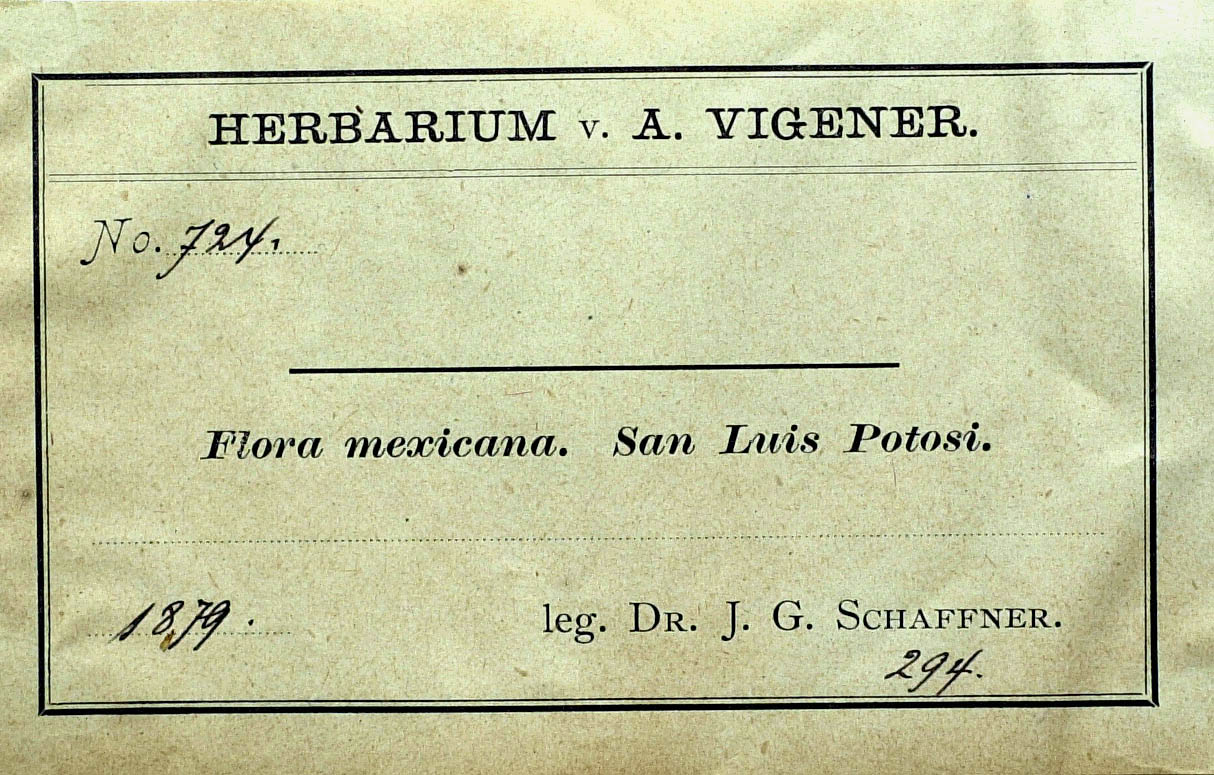 HERBARIUM v. A. VIGENER.
No. 724.
Flora mexicana. San Luis Potosi.
1879.
leg. DR. J. G. SCHAFFNER.
294.